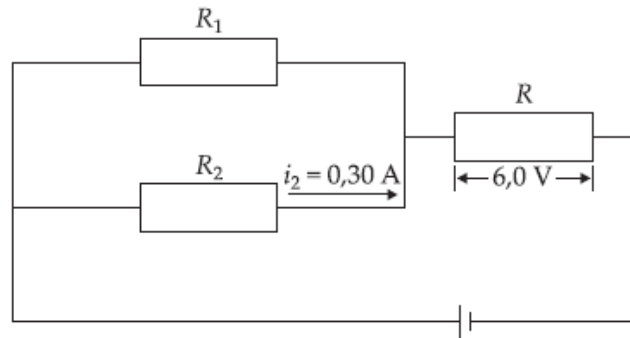 R₁
R
R₂
i₂ = 0,30 A
6,0 V